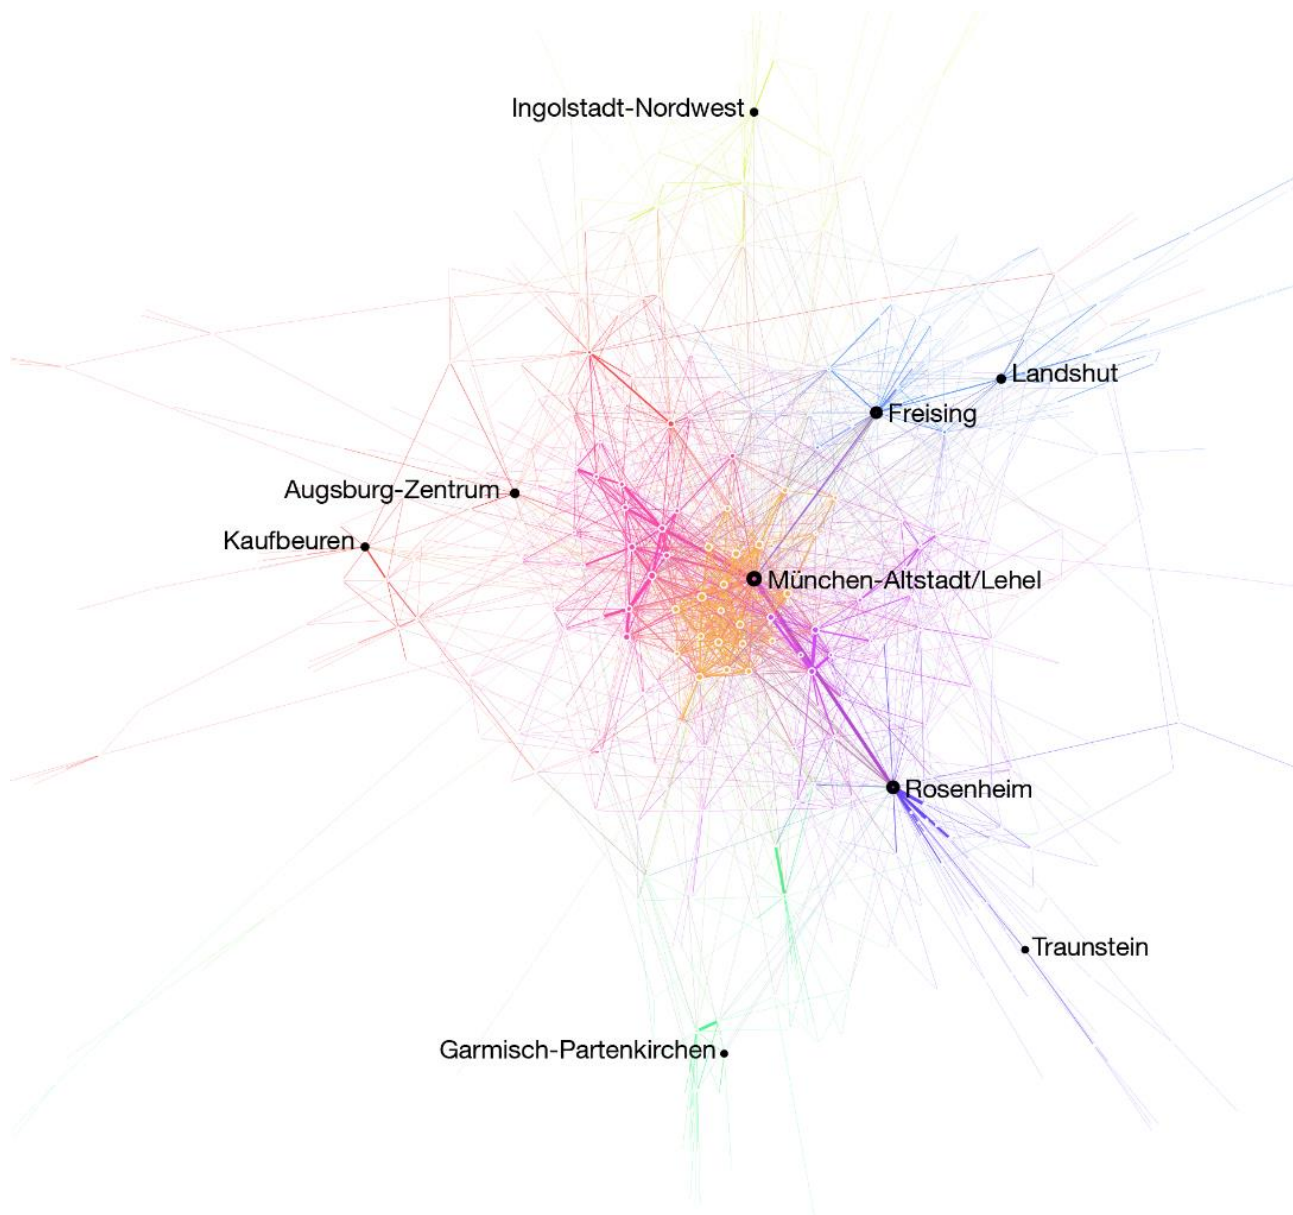 Ingolstadt-Nordwest
Landshut
Freising
Augsburg-Zentrum
Kaufbeuren
München-Altstadt/Lehel
Rosenheim
Traunstein
Garmisch-Partenkirchen